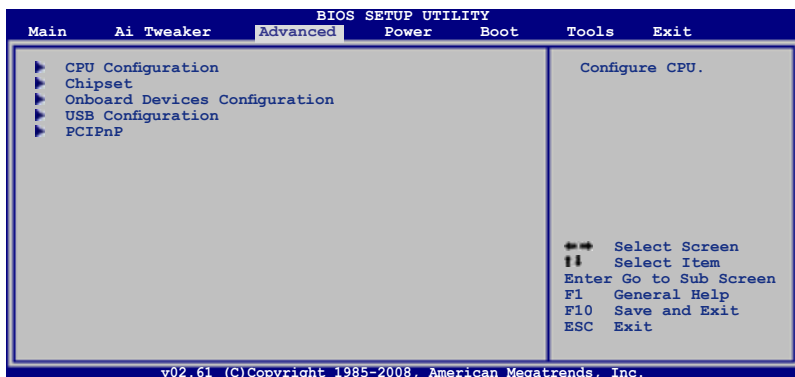 BIOS SETUP UTILITY
Main Ai Tweaker Advanced Power Boot Tools Exit
CPU Configuration
Chipset
Onboard Devices Configuration
USB Configuration
PCIPnP
Configure CPU.
Select Screen
Select Item
Enter Go to Sub Screen
F1 General Help
F10 Save and Exit
ESC Exit
v02.61 (C)Copyright 1985-2008, American Megatrends, Inc.